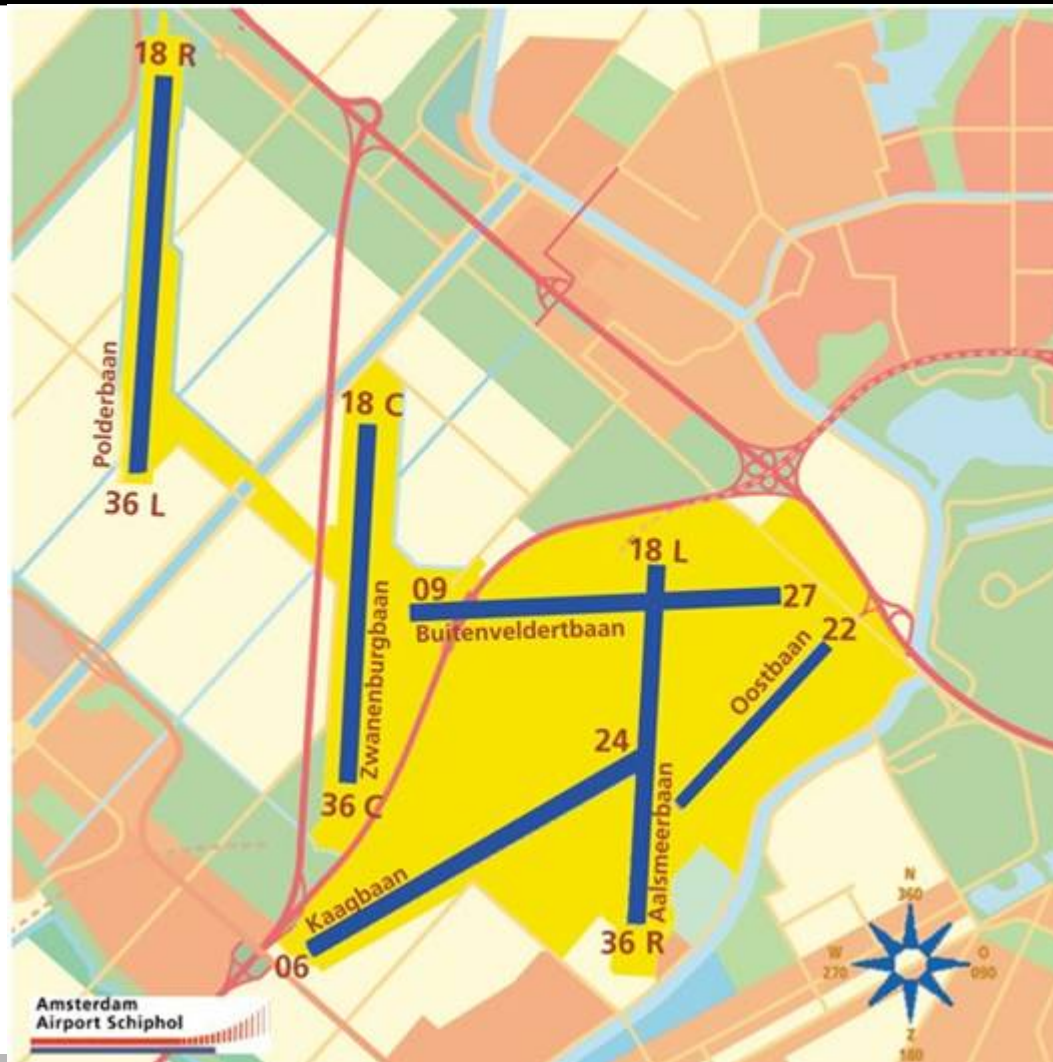 18 R
Polderbaan
36 L
18 C
Zwanenburgbaan
36 C
18 L
09
27
Buitenveldertbaan
22
Oostbaan
24
Aalsmeerbaan
Kaagbaan
06
36 R
N
360
W
270
O
090
Z
180
Amsterdam
Airport Schiphol